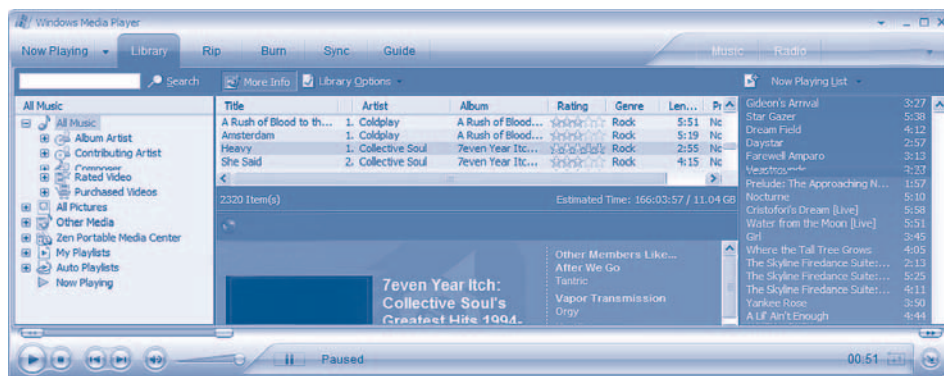 Windows Media Player
Now Playing Library Rip Burn Sync Guide Music Radio
Search More Info Library Options Now Playing List
All Music
All Music
Album Artist
Contributing Artist
Composer
Rated Video
Purchased Videos
All Pictures
Other Media
Zen Portable Media Center
My Playlists
Auto Playlists
Now Playing
Title Artist Album Rating Genre Len... Pr
A Rush of Blood to th... 1. Coldplay A Rush of Blood... Rock 5:51 Nc
Amsterdam 1. Coldplay A Rush of Blood... Rock 5:19 Nc
Heavy 1. Collective Soul 7even Year Itc... Rock 2:55 Nc
She Said 2. Collective Soul 7even Year Itc... Rock 4:15 Nc
2320 Item(s) Estimated Time: 166:03:57 / 11.04 GB
7even Year Itch:
Collective Soul's
Greatest Hits 1994-
Other Members Like...
After We Go
Tantric
Vapor Transmission
Orgy
Gideon's Arrival 3:27
Star Gazer 5:38
Dream Field 4:12
Daystar 2:57
Farewell Amparo 3:13
3:23
Prelude: The Approaching N... 1:57
Nocturne 5:10
Cristofori's Dream [Live] 5:58
Water from the Moon [Live] 5:51
Girl 3:45
Where the Tall Tree Grows 4:05
The Skyline Firedance Suite:... 2:13
The Skyline Firedance Suite:... 5:25
The Skyline Firedance Suite:... 4:11
Yankee Rose 3:50
A Lil' Ain't Enough 4:44
Paused 00:51